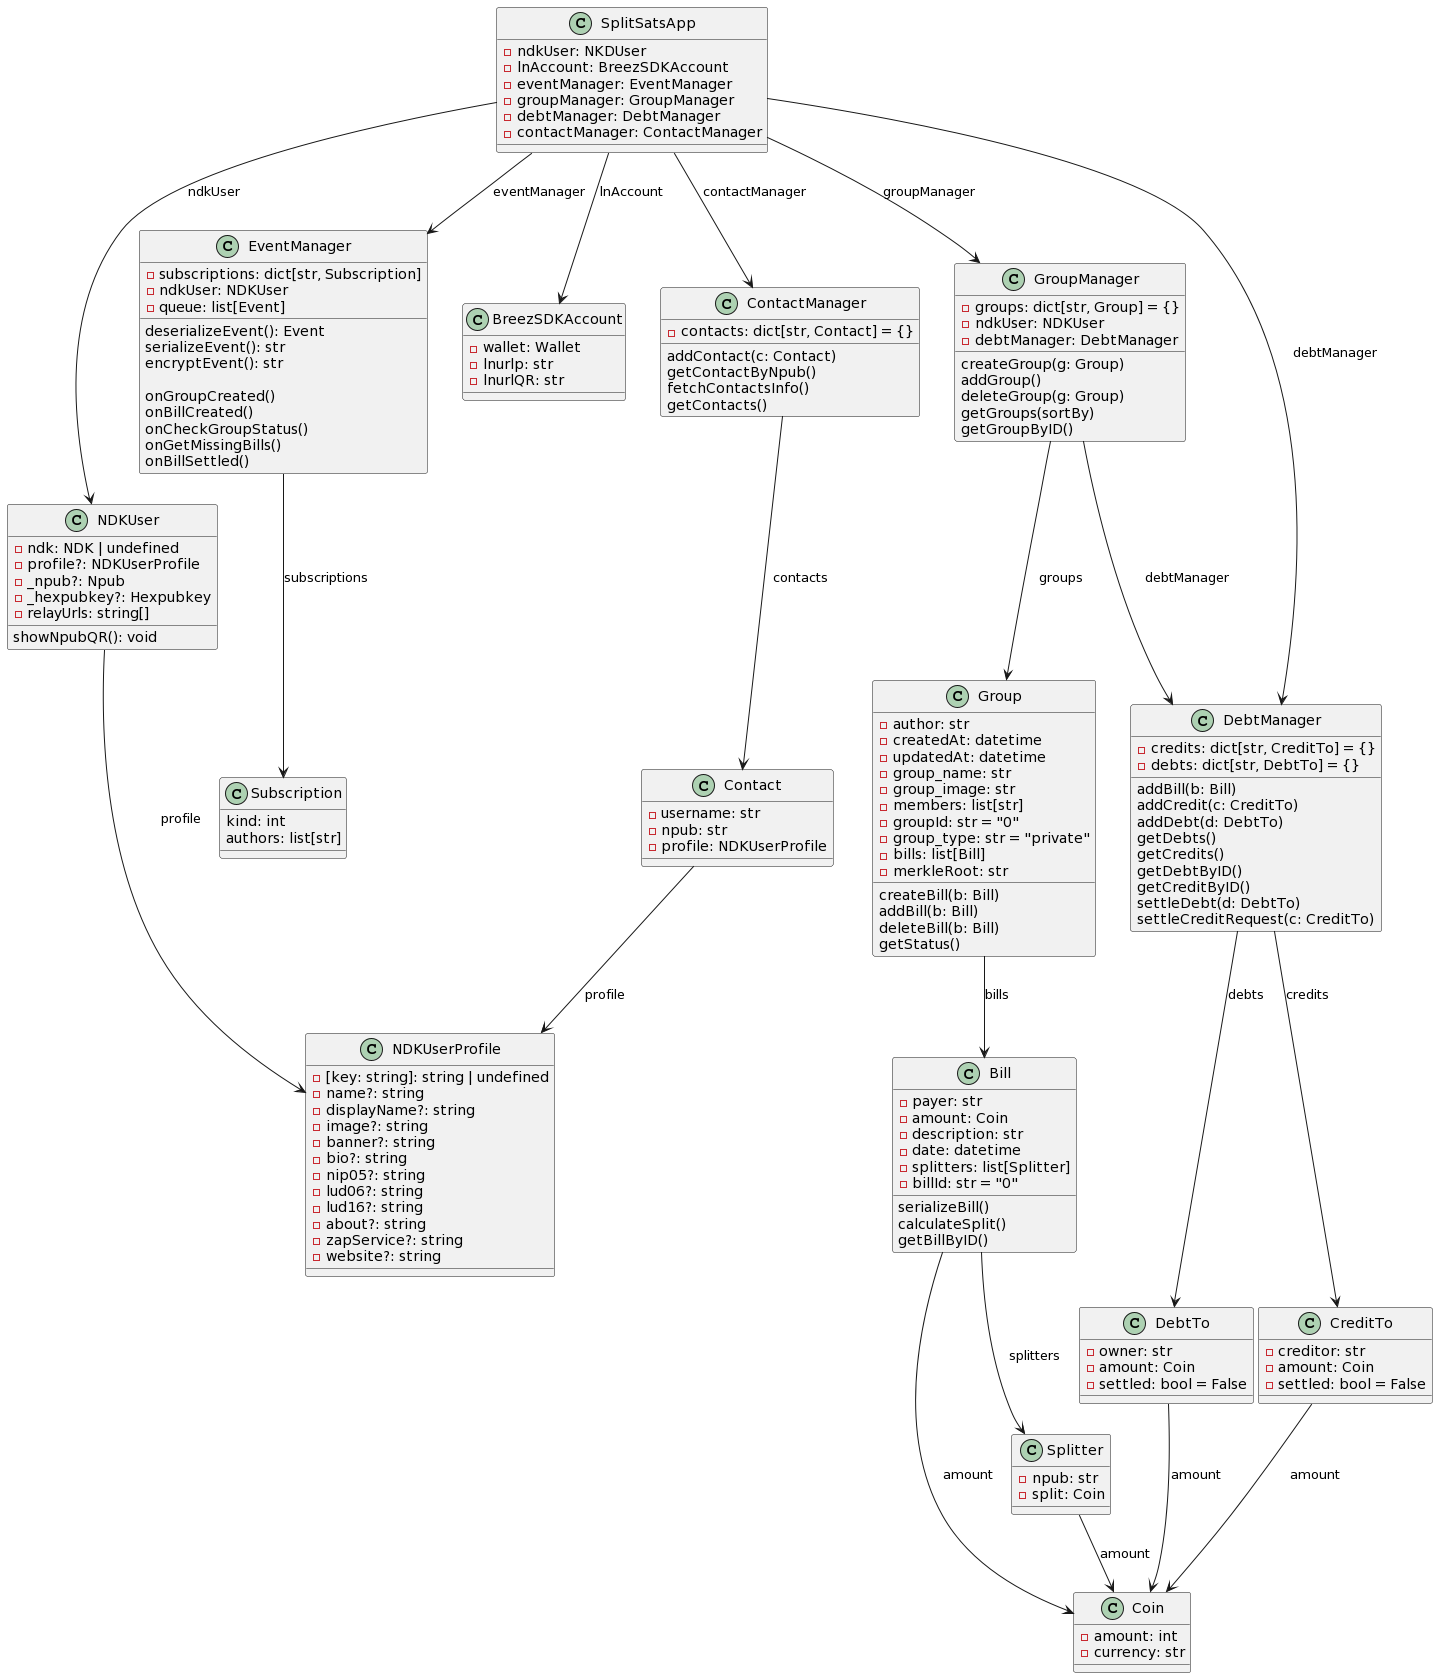 C SplitSatsApp
ndkUser: NKDUser
lnAccount: BreezSDKAccount
eventManager: EventManager
groupManager: GroupManager
debtManager: DebtManager
contactManager: ContactManager
ndkUser
eventManager
lnAccount
contactManager
groupManager
debtManager
C EventManager
subscriptions: dict[str, Subscription]
ndkUser: NDKUser
queue: list[Event]
deserializeEvent(): Event
serializeEvent(): str
encryptEvent(): str
onGroupCreated()
onBillCreated()
onCheckGroupStatus()
onGetMissingBills()
onBillSettled()
C BreezSDKAccount
wallet: Wallet
lnurlp: str
lnurlQR: str
C ContactManager
contacts: dict[str, Contact] = {}
addContact(c: Contact)
getContactByNpub()
fetchContactsInfo()
getContacts()
C GroupManager
groups: dict[str, Group] = {}
ndkUser: NDKUser
debtManager: DebtManager
createGroup(g: Group)
addGroup()
deleteGroup(g: Group)
getGroups(sortBy)
getGroupByID()
C NDKUser
ndk: NDK | undefined
profile?: NDKUserProfile
_npub?: Npub
_hexpubkey?: Hexpubkey
relayUrls: string[]
showNpubQR(): void
subscriptions
contacts
groups
debtManager
C Group
author: str
createdAt: datetime
updatedAt: datetime
group_name: str
group_image: str
members: list[str]
groupId: str = "0"
group_type: str = "private"
bills: list[Bill]
merkleRoot: str
createBill(b: Bill)
addBill(b: Bill)
deleteBill(b: Bill)
getStatus()
C DebtManager
credits: dict[str, CreditTo] = {}
debts: dict[str, DebtTo] = {}
addBill(b: Bill)
addCredit(c: CreditTo)
addDebt(d: DebtTo)
getDebts()
getCredits()
getDebtByID()
getCreditByID()
settleDebt(d: DebtTo)
settleCreditRequest(c: CreditTo)
profile
C Subscription
kind: int
authors: list[str]
C Contact
username: str
npub: str
profile: NDKUserProfile
profile
bills
debts
credits
C NDKUserProfile
[key: string]: string | undefined
name?: string
displayName?: string
image?: string
banner?: string
bio?: string
nip05?: string
lud06?: string
lud16?: string
about?: string
zapService?: string
website?: string
C Bill
payer: str
amount: Coin
description: str
date: datetime
splitters: list[Splitter]
billId: str = "0"
serializeBill()
calculateSplit()
getBillByID()
C DebtTo
owner: str
amount: Coin
settled: bool = False
C CreditTo
creditor: str
amount: Coin
settled: bool = False
splitters
C Splitter
npub: str
split: Coin
amount
amount
amount
amount
C Coin
amount: int
currency: str